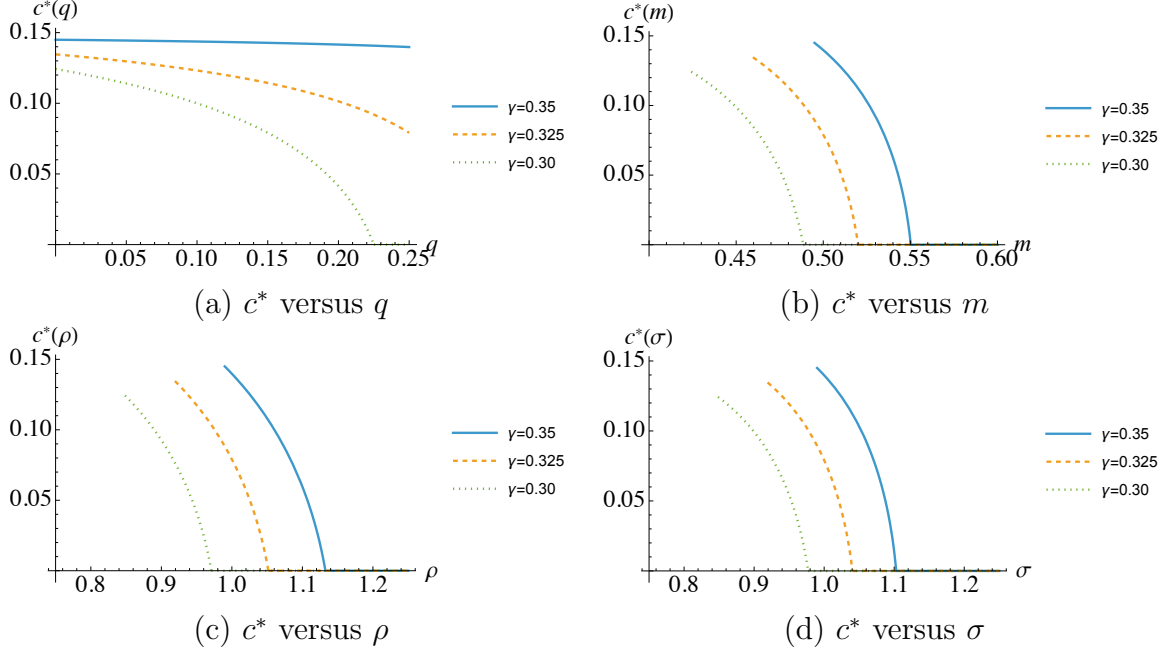 c*(q)
0.15
0.10
0.05
0.05 0.10 0.15 0.20 0.25 q
γ=0.35
γ=0.325
γ=0.30
(a) c* versus q
c*(m)
0.15
0.10
0.05
0.45 0.50 0.55 0.60 m
γ=0.35
γ=0.325
γ=0.30
(b) c* versus m
c*(ρ)
0.15
0.10
0.05
0.8 0.9 1.0 1.1 1.2 ρ
γ=0.35
γ=0.325
γ=0.30
(c) c* versus ρ
c*(σ)
0.15
0.10
0.05
0.8 0.9 1.0 1.1 1.2 σ
γ=0.35
γ=0.325
γ=0.30
(d) c* versus σ